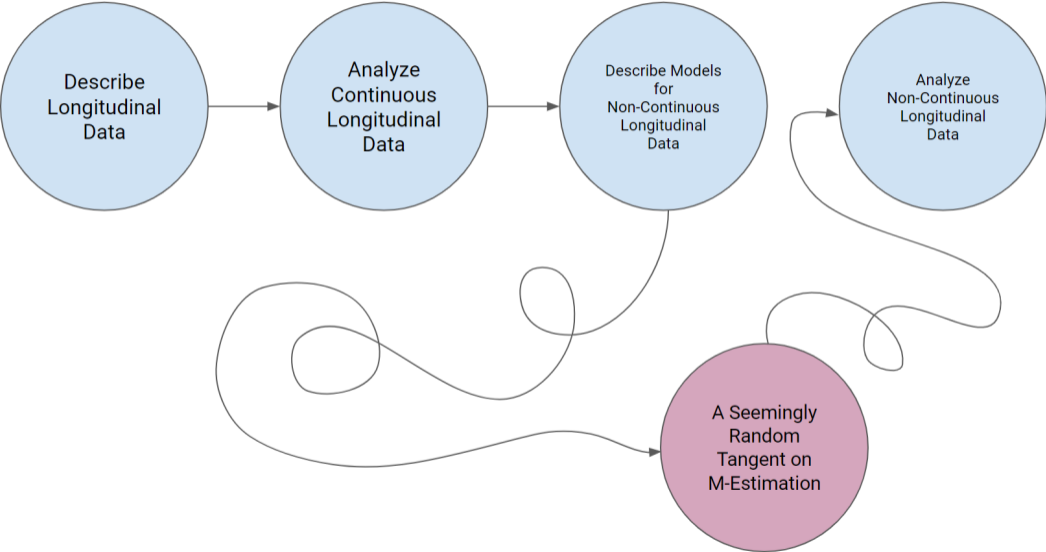 Describe
Longitudinal
Data
Analyze
Continuous
Longitudinal
Data
Describe Models
for
Non-Continuous
Longitudinal
Data
Analyze
Non-Continuous
Longitudinal
Data
A Seemingly
Random
Tangent on
M-Estimation